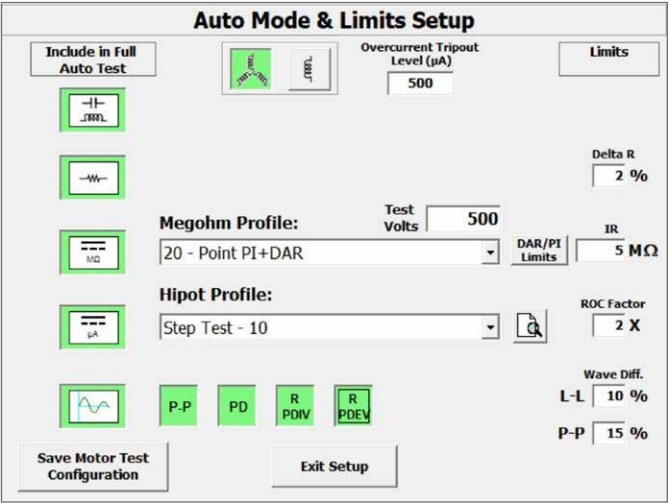 Auto Mode & Limits Setup
Include in Full
Auto Test
Overcurrent Tripout
Level (µA)
500
Limits
Delta R
2 %
Megohm Profile:
Test
Volts
500
20 - Point PI+DAR
DAR/PI
Limits
IR
5 MΩ
MΩ
Hipot Profile:
Step Test - 10
ROC Factor
2 X
µA
Wave Diff.
L-L 10 %
P-P
PD
R
PDIV
R
PDEV
P-P 15 %
Save Motor Test
Configuration
Exit Setup